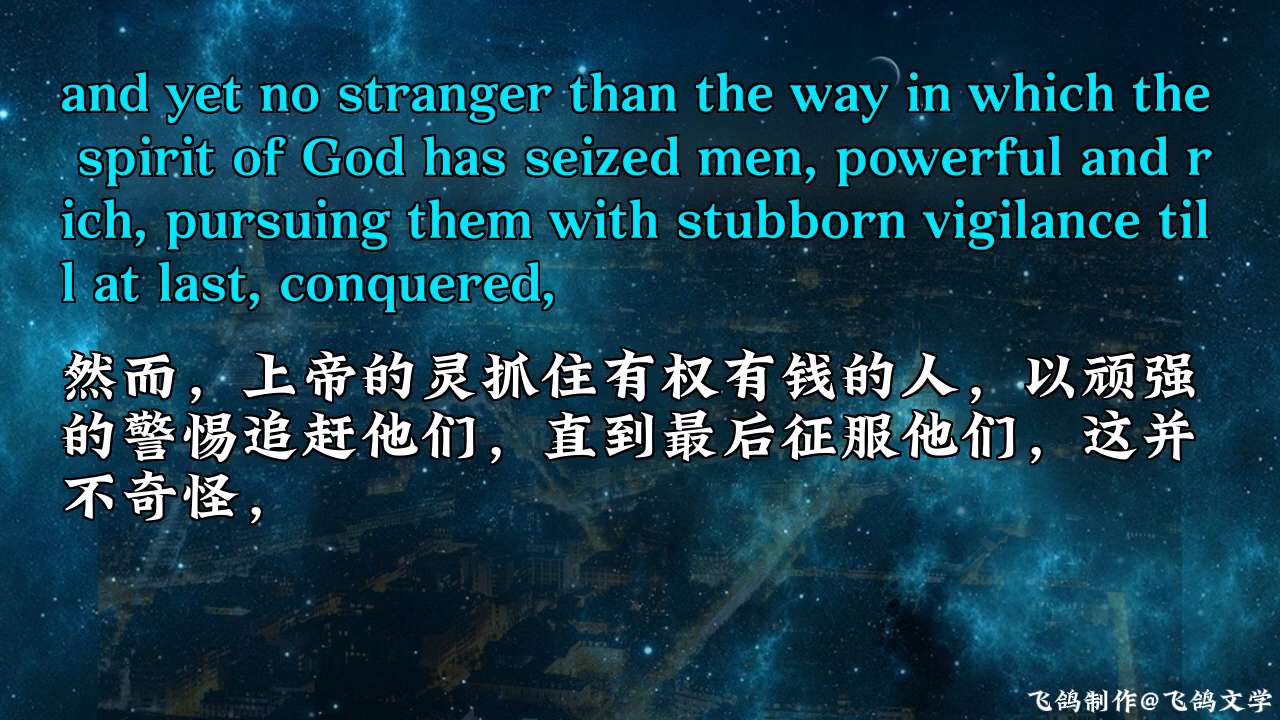 and yet no stranger than the way in which the
spirit of God has seized men, powerful and r
ich, pursuing them with stubborn vigilance til
l at last, conquered,
然而，上帝的灵抓住有权有钱的人，以顽强
的警惕追赶他们，直到最后征服他们，这并
不奇怪，
飞鸽制作@飞鸽文学